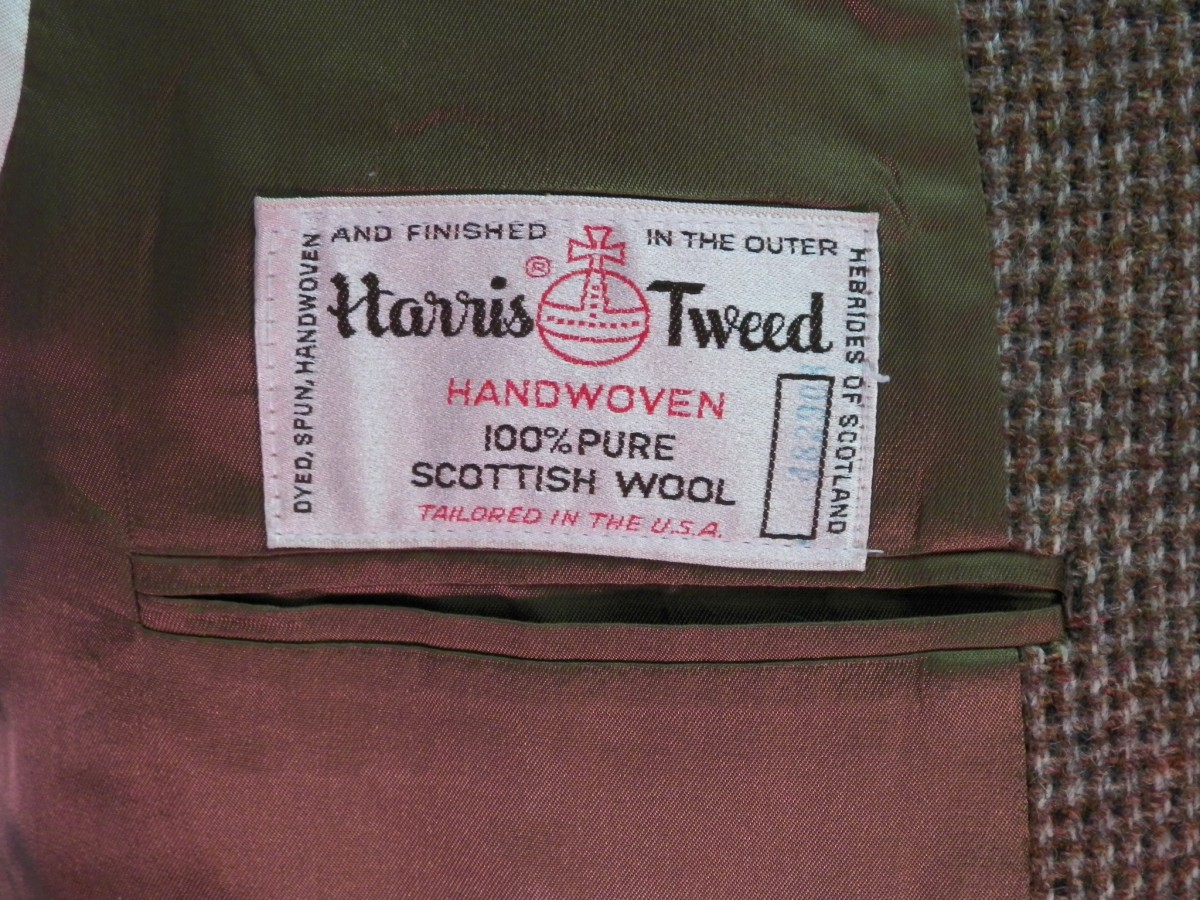 DYED, SPUN, HANDWOVEN
AND FINISHED
IN THE OUTER
HEBRIDES OF SCOTLAND
Harris ® Tweed
HANDWOVEN
100% PURE
SCOTTISH WOOL
TAILORED IN THE U.S.A.